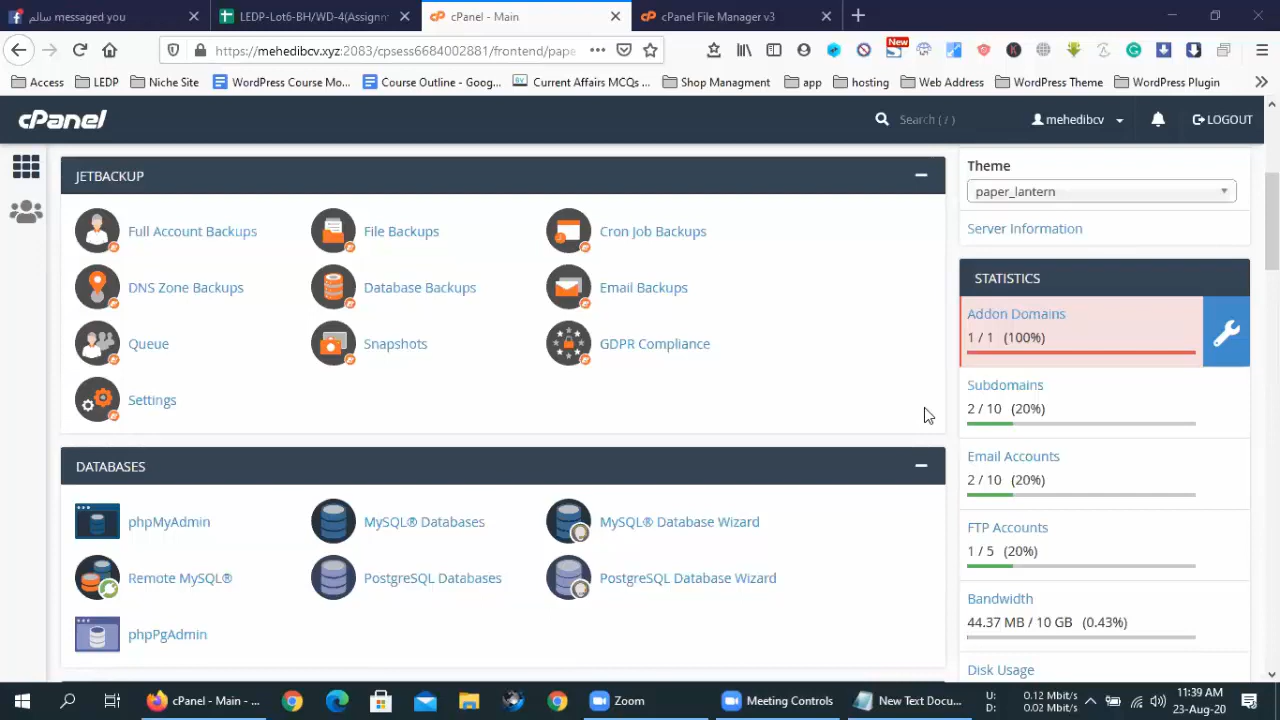 سالم messaged you
LEDP-Lot6-BH/WD-4(Assignm
cPanel - Main
cPanel File Manager v3
https://mehedibcv.xyz:2083/cpsess6684002881/frontend/pape
New
Access
LEDP
Niche Site
WordPress Course Mo...
Course Outline - Goog...
Current Affairs MCQs ...
Shop Management
app
hosting
Web Address
WordPress Theme
WordPress Plugin
cPanel
Search ( / )
mehedibcv
LOGOUT
JETBACKUP
Full Account Backups
File Backups
Cron Job Backups
DNS Zone Backups
Database Backups
Email Backups
Queue
Snapshots
GDPR Compliance
Settings
DATABASES
phpMyAdmin
MySQL® Databases
MySQL® Database Wizard
Remote MySQL®
PostgreSQL Databases
PostgreSQL Database Wizard
phpPgAdmin
Theme
paper_lantern
Server Information
STATISTICS
Addon Domains
1 / 1 (100%)
Subdomains
2 / 10 (20%)
Email Accounts
2 / 10 (20%)
FTP Accounts
1 / 5 (20%)
Bandwidth
44.37 MB / 10 GB (0.43%)
Disk Usage
cPanel - Main - ...
Zoom
Meeting Controls
New Text Docu...
U: 0.12 Mbit/s
D: 0.02 Mbit/s
11:39 AM
23-Aug-20